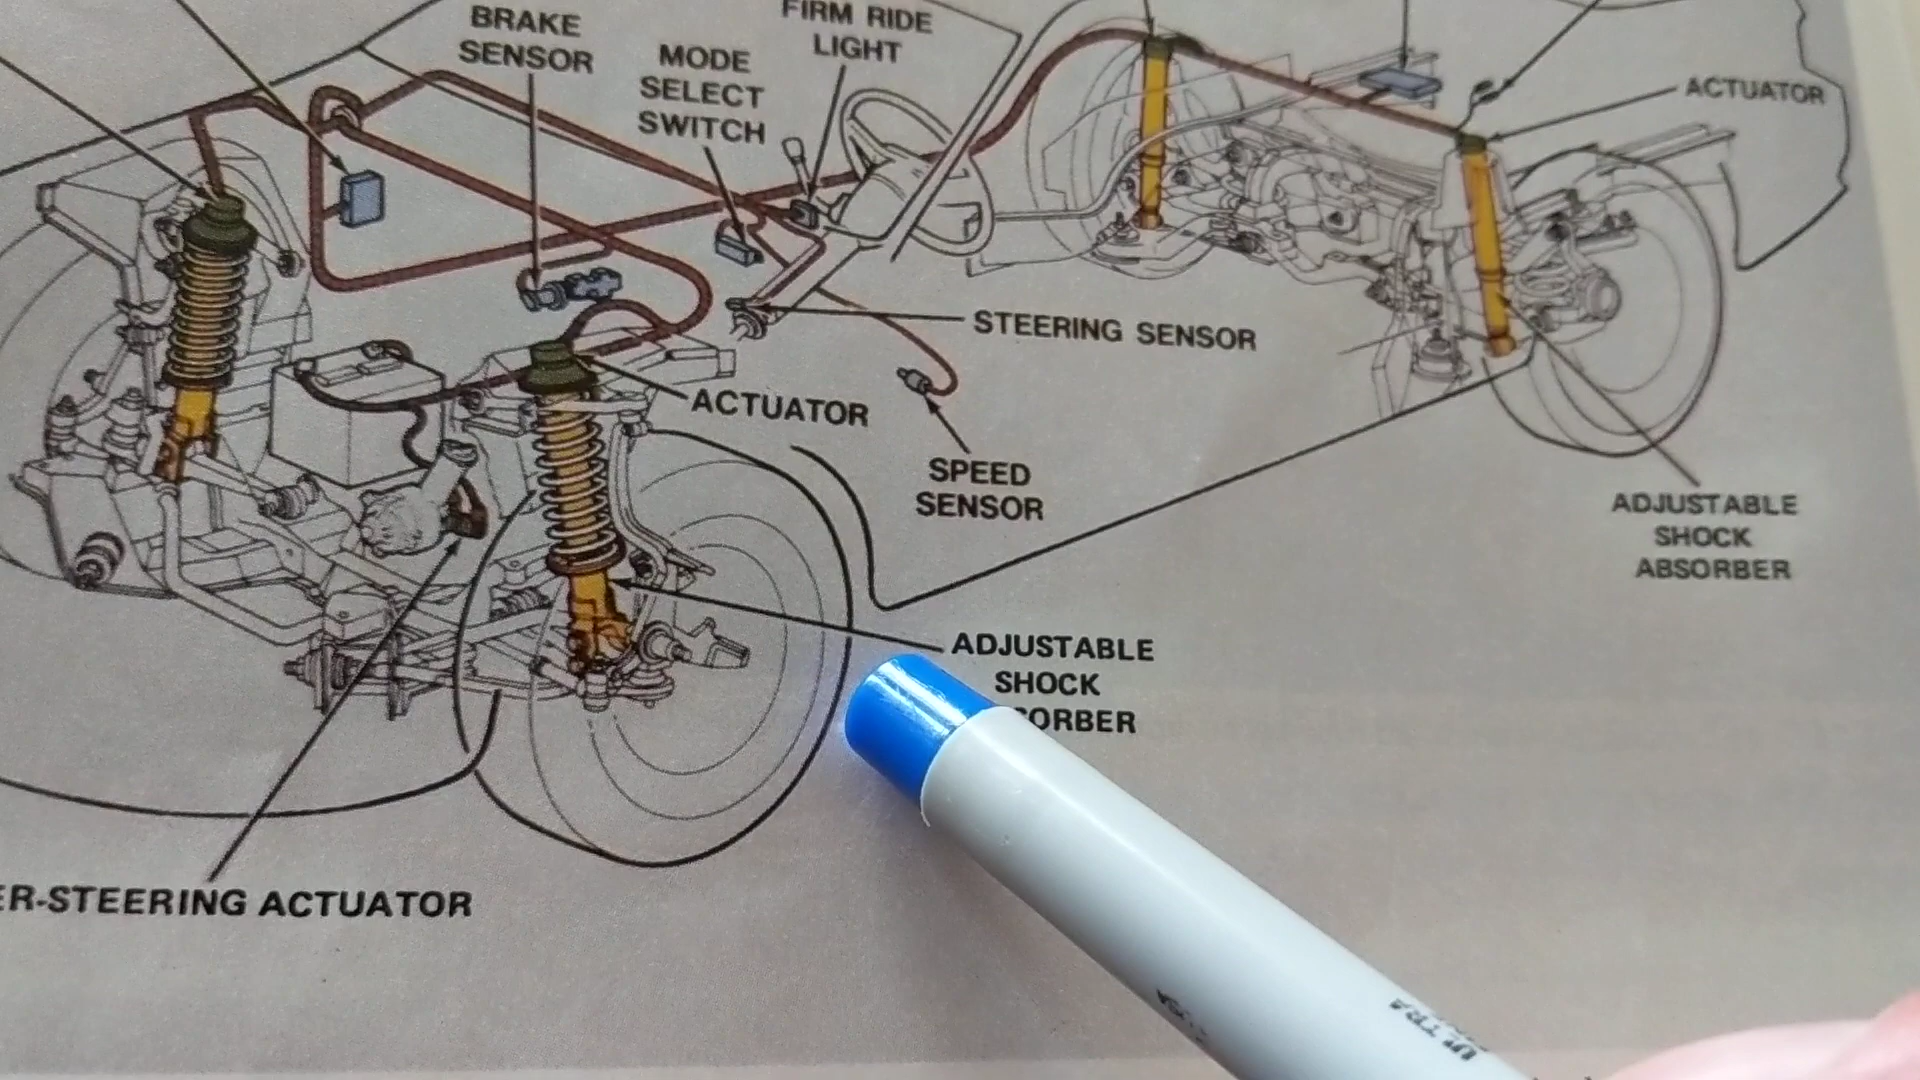 BRAKE
SENSOR
FIRM RIDE
LIGHT
MODE
SELECT
SWITCH
ACTUATOR
STEERING SENSOR
ACTUATOR
SPEED
SENSOR
ADJUSTABLE
SHOCK
ABSORBER
ADJUSTABLE
SHOCK
ORBER
ER-STEERING ACTUATOR
ULTRA